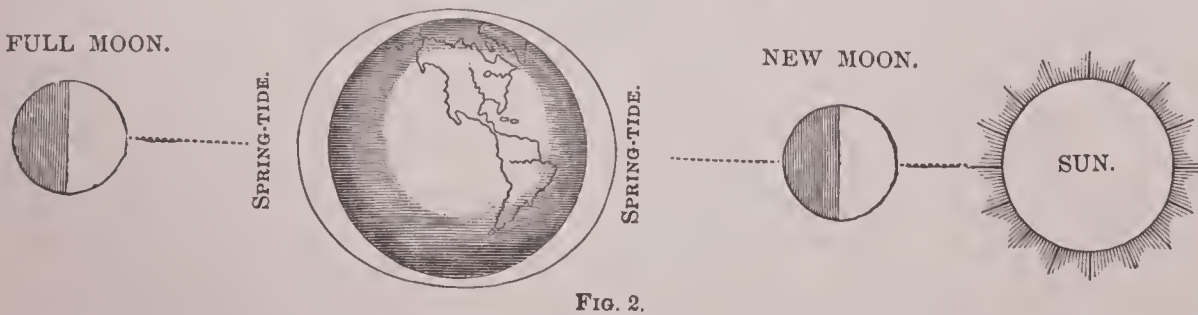 FULL MOON.
SPRING-TIDE.
SPRING-TIDE.
NEW MOON.
SUN.
FIG. 2.